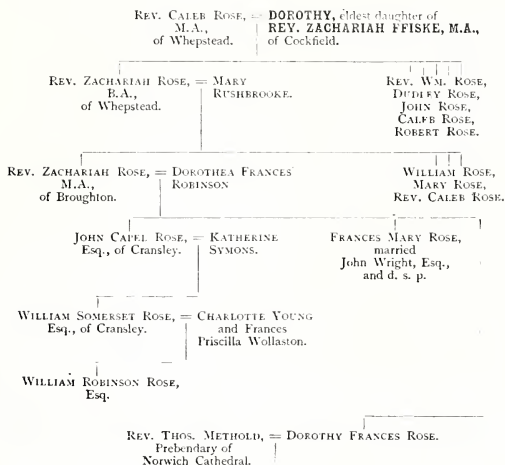 REV. CALEB ROSE, = DOROTHY, eldest daughter of
M.A., REV. ZACHARIAH FFISKE, M.A.,
of Whepstead. of Cockfield.
REV. ZACHARIAH ROSE, = MARY REV. WM. ROSE,
B.A., RUSHBROOKE. DUDLEY ROSE,
of Whepstead. JOHN ROSE,
CALEB ROSE,
ROBERT ROSE.
REV. ZACHARIAH ROSE, = DOROTHEA FRANCES WILLIAM ROSE,
M.A., ROBINSON MARY ROSE,
of Broughton. REV. CALEB ROSE.
JOHN CAPEL ROSE, = KATHERINE FRANCES MARY ROSE,
Esq., of Cransley. SYMONS. married
John Wright, Esq.,
and d. s. p.
WILLIAM SOMERSET ROSE, = CHARLOTTE YOUNG
Esq., of Cransley. and Frances
Priscilla Wollaston.
WILLIAM ROBINSON ROSE,
Esq.
REV. THOS. METHOLD, = DOROTHY FRANCES ROSE.
Prebendary of
Norwich Cathedral.